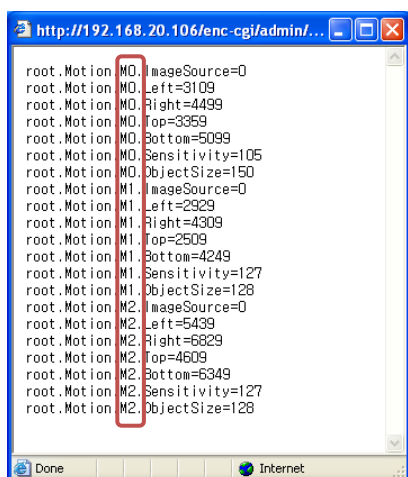 http://192.168.20.106/enc-cgi/admin/...
root.Motion.M0.ImageSource=0
root.Motion.M0.Left=3109
root.Motion.M0.Right=4499
root.Motion.M0.Top=3359
root.Motion.M0.Bottom=5099
root.Motion.M0.Sensitivity=105
root.Motion.M0.ObjectSize=150
root.Motion.M1.ImageSource=0
root.Motion.M1.Left=2929
root.Motion.M1.Right=4309
root.Motion.M1.Top=2509
root.Motion.M1.Bottom=4249
root.Motion.M1.Sensitivity=127
root.Motion.M1.ObjectSize=128
root.Motion.M2.ImageSource=0
root.Motion.M2.Left=5439
root.Motion.M2.Right=6829
root.Motion.M2.Top=4609
root.Motion.M2.Bottom=6349
root.Motion.M2.Sensitivity=127
root.Motion.M2.ObjectSize=128
Done Internet